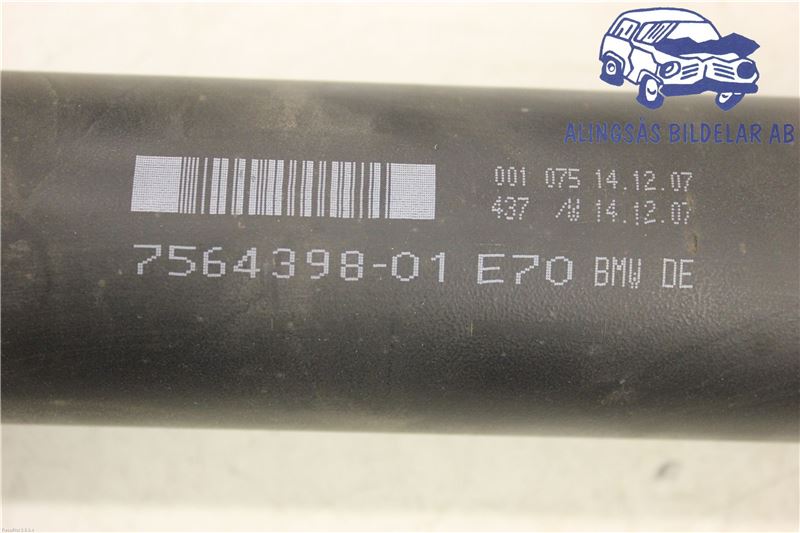 ALINGSÅS BILDELAR AB
001 075 14.12.07
437 /W 14.12.07
7564398-01 E70 BMW DE